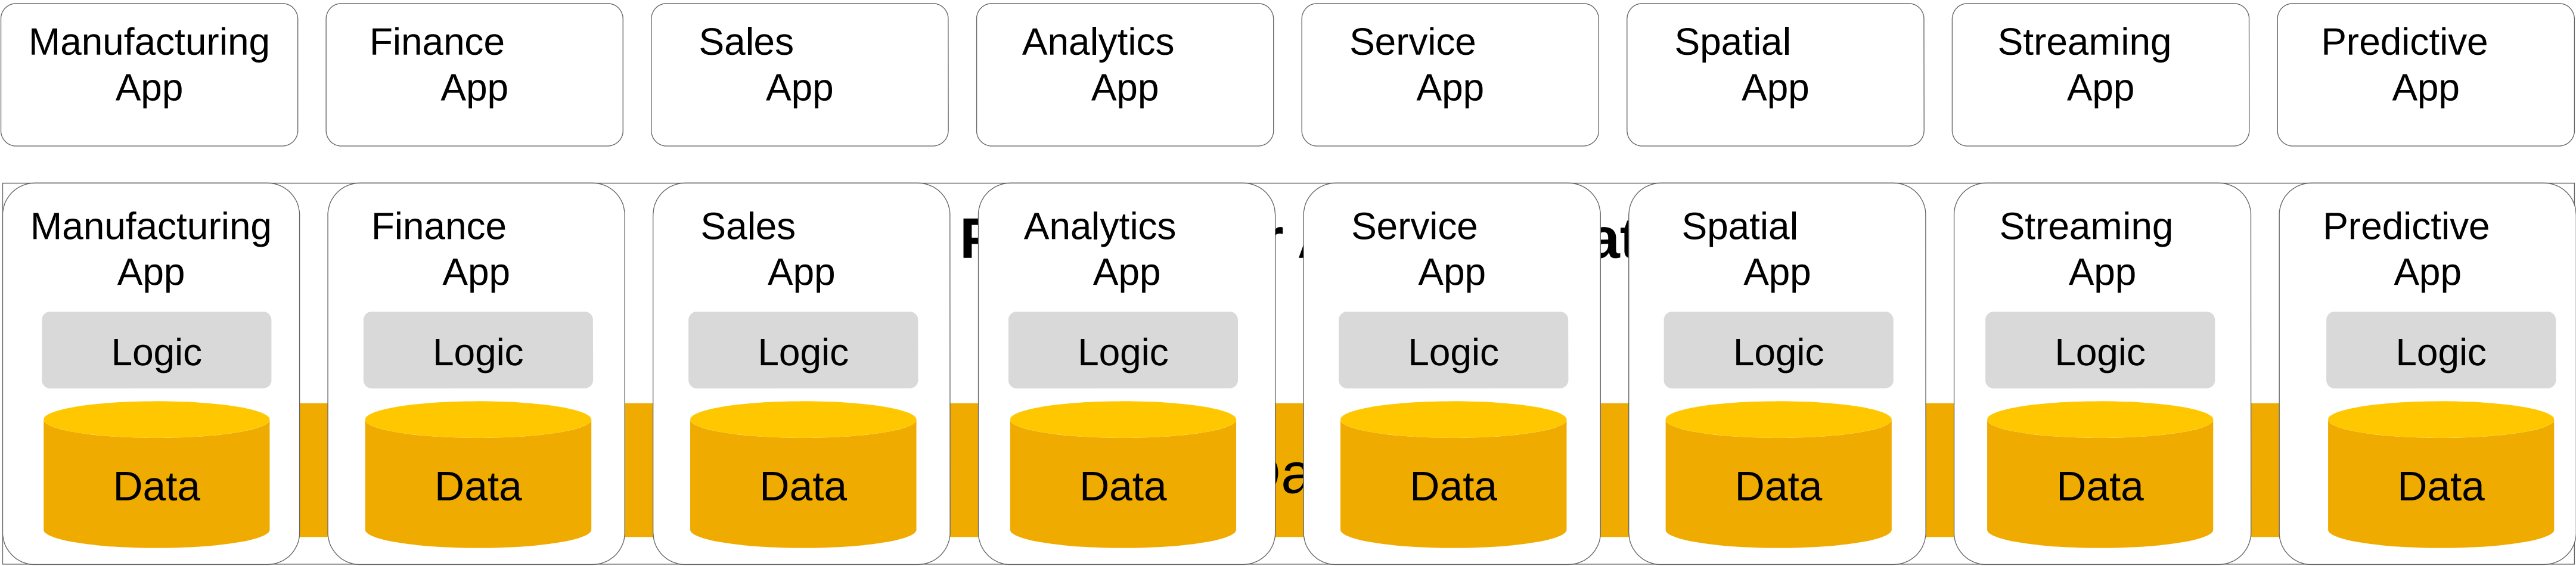 Manufacturing
App
Finance
App
Sales
App
Analytics
App
Service
App
Spatial
App
Streaming
App
Predictive
App
Manufacturing
App
Logic
Data
Finance
App
Logic
Data
Sales
App
Logic
Data
Analytics
App
Logic
Data
Service
App
Logic
Data
Spatial
App
Logic
Data
Streaming
App
Logic
Data
Predictive
App
Logic
Data